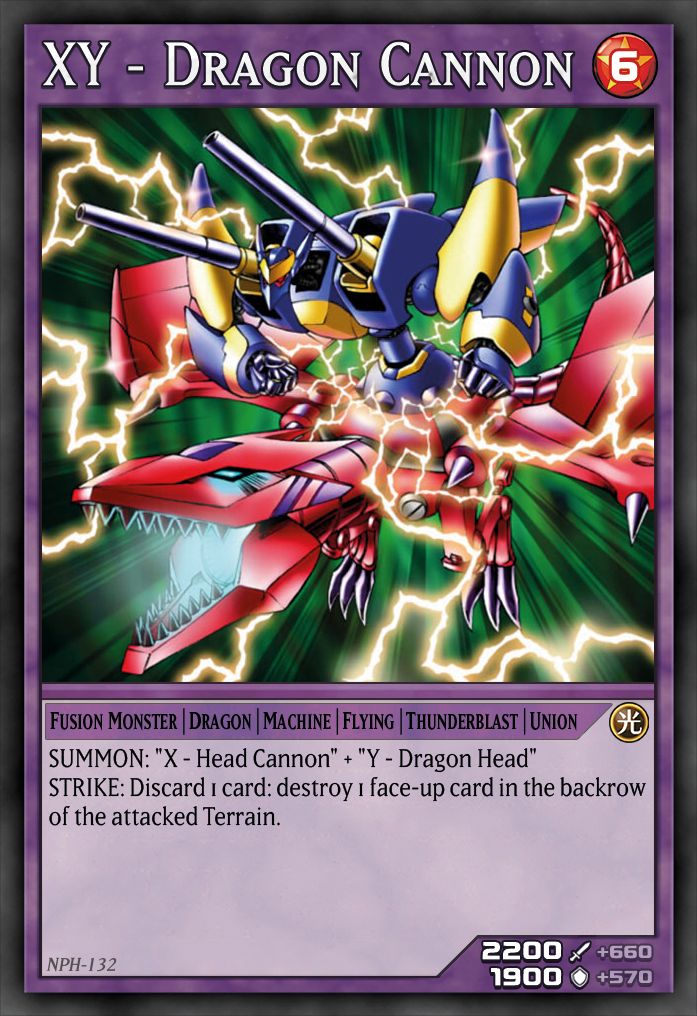 XY - Dragon Cannon 6
Fusion Monster | Dragon | Machine | Flying | Thunderblast | Union 光
SUMMON: "X - Head Cannon" + "Y - Dragon Head"
STRIKE: Discard 1 card: destroy 1 face-up card in the backrow
of the attacked Terrain.
2200 +660
NPH-132 1900 +570